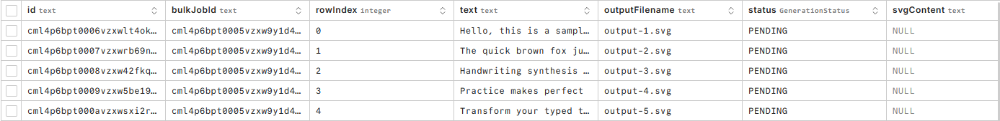 id text bulkJobId text rowIndex integer text text outputFilename text status GenerationStatus svgContent text
cml4p6bpt0006vzxwlt4ok… cml4p6bpt0005vzxw9y1d4… 0 Hello, this is a sampl… output-1.svg PENDING NULL
cml4p6bpt0007vzxwrb69n… cml4p6bpt0005vzxw9y1d4… 1 The quick brown fox ju… output-2.svg PENDING NULL
cml4p6bpt0008vzxw42fkq… cml4p6bpt0005vzxw9y1d4… 2 Handwriting synthesis … output-3.svg PENDING NULL
cml4p6bpt0009vzxw5be19… cml4p6bpt0005vzxw9y1d4… 3 Practice makes perfect output-4.svg PENDING NULL
cml4p6bpt000avzxwsxi2r… cml4p6bpt0005vzxw9y1d4… 4 Transform your typed t… output-5.svg PENDING NULL